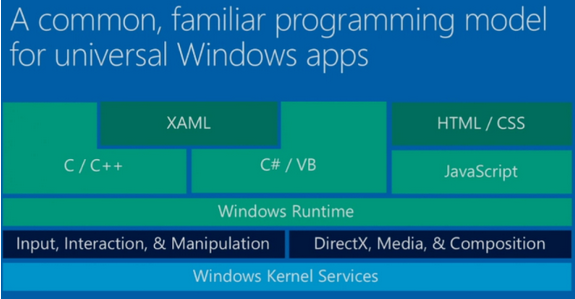 A common, familiar programming model
for universal Windows apps
XAML
HTML / CSS
C / C++
C# / VB
JavaScript
Windows Runtime
Input, Interaction, & Manipulation
DirectX, Media, & Composition
Windows Kernel Services